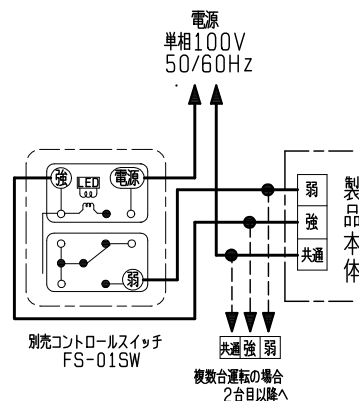 電源
単相100V
50/60Hz
強
LED
電源
弱
弱
強
共通
製品本体
別売コントロールスイッチ
FS-01SW
共通 強 弱
複数台運転の場合
2台目以降へ